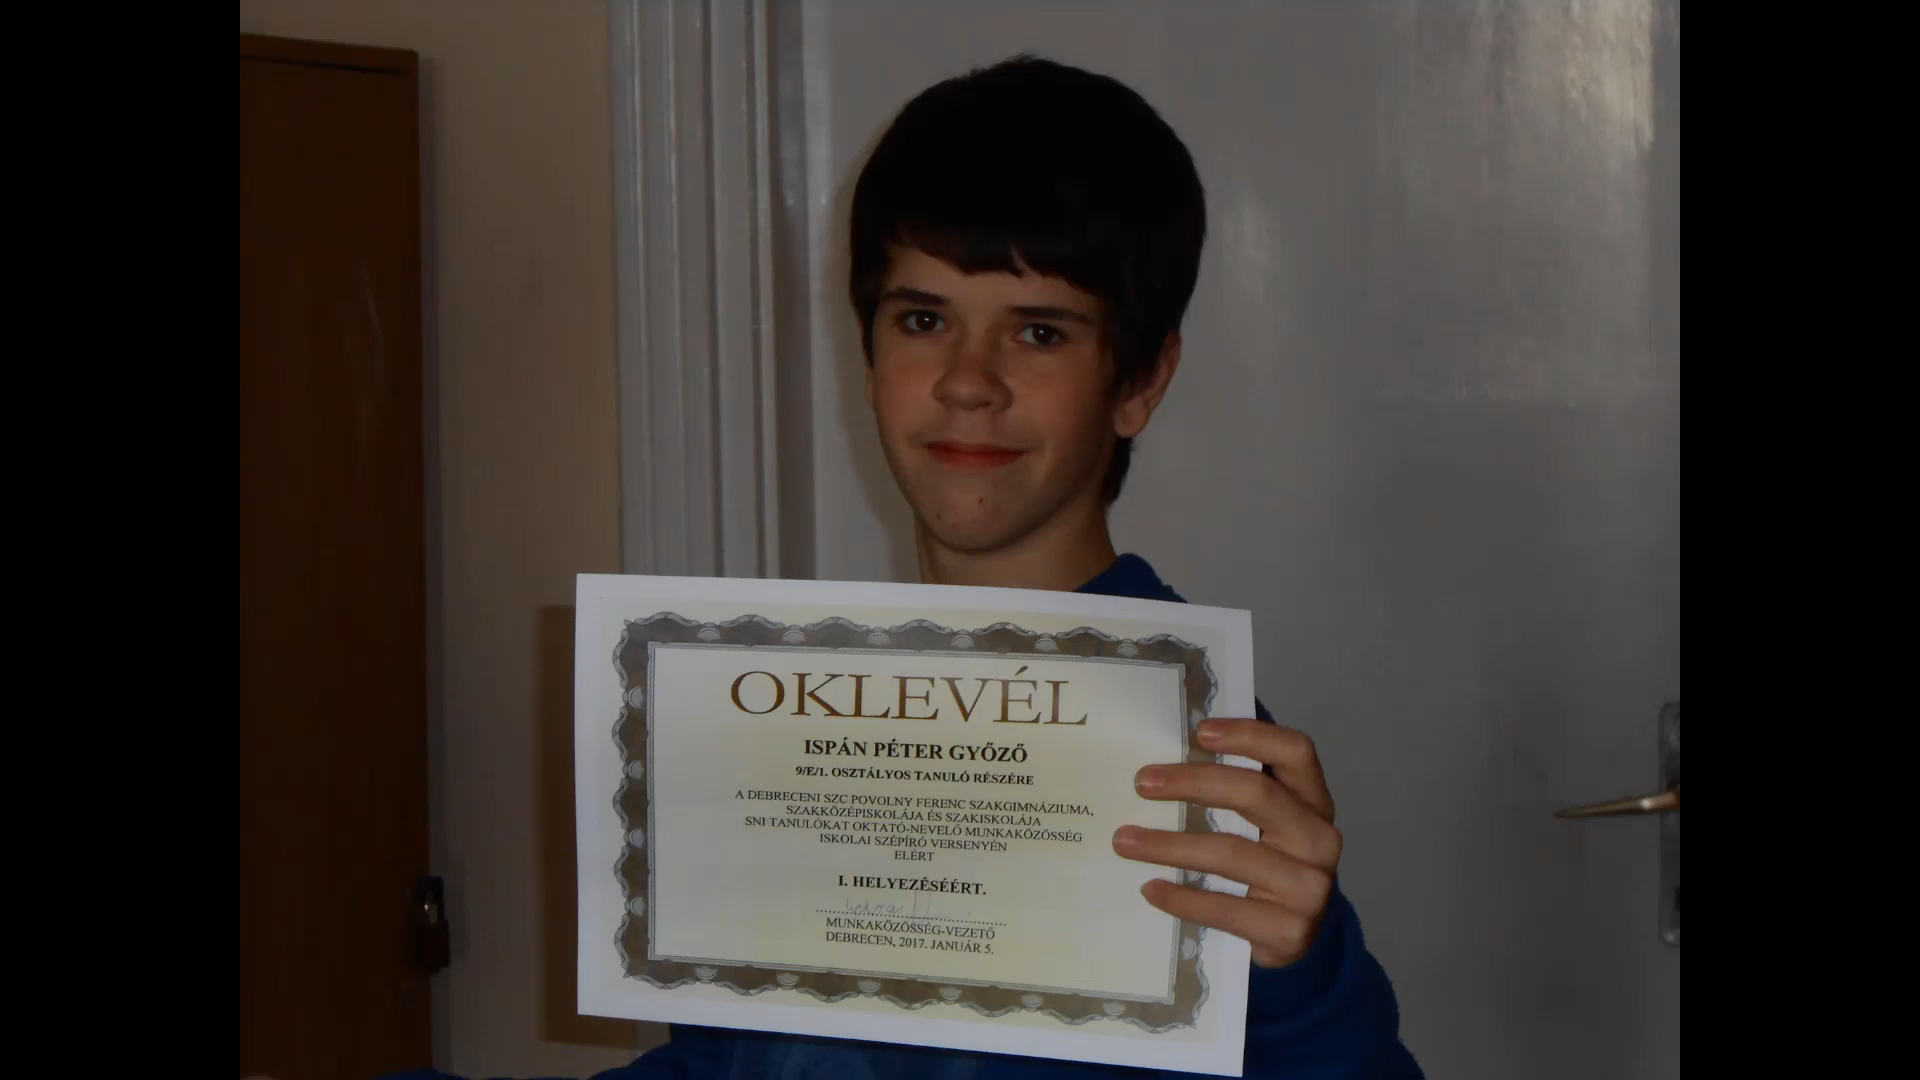 OKLEVÉL
ISPÁN PÉTER GYŐZŐ
9/E/1. OSZTÁLYOS TANULÓ RÉSZÉRE
A DEBRECENI SZC POVOLNY FERENC SZAKGIMNÁZIUMA,
SZAKKÖZÉPISKOLÁJA ÉS SZAKISKOLÁJA
SNI TANULÓKAT OKTATÓ-NEVELŐ MUNKAKÖZÖSSÉG
ISKOLAI SZÉPÍRÓ VERSENYÉN
ELÉRT
I. HELYEZÉSÉÉRT.
MUNKAKÖZÖSSÉG-VEZETŐ
DEBRECEN, 2017. JANUÁR 5.